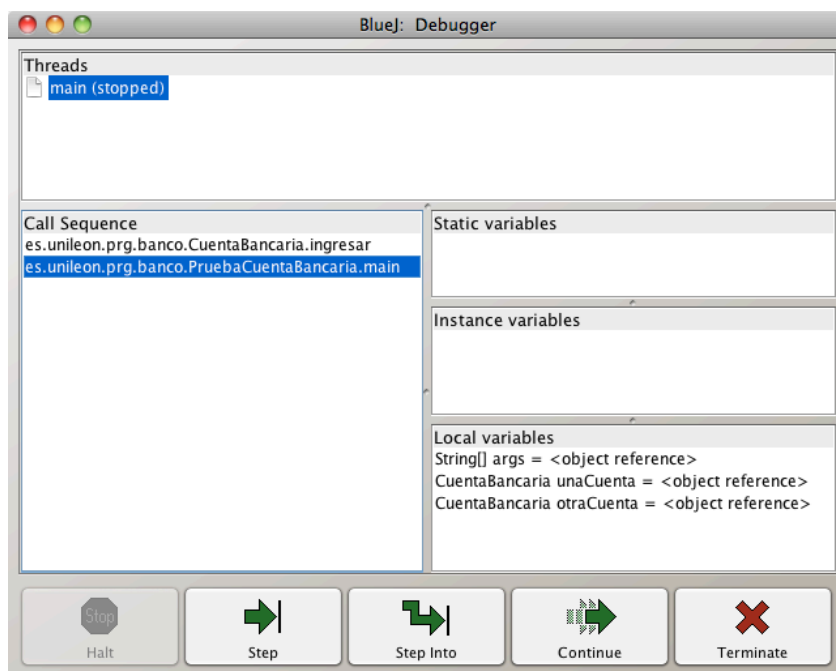 BlueJ: Debugger
Threads
main (stopped)
Call Sequence
es.unileon.prg.banco.CuentaBancaria.ingresar
es.unileon.prg.banco.PruebaCuentaBancaria.main
Static variables
Instance variables
Local variables
String[] args = <object reference>
CuentaBancaria unaCuenta = <object reference>
CuentaBancaria otraCuenta = <object reference>
Stop
Halt
Step
Step Into
Continue
Terminate